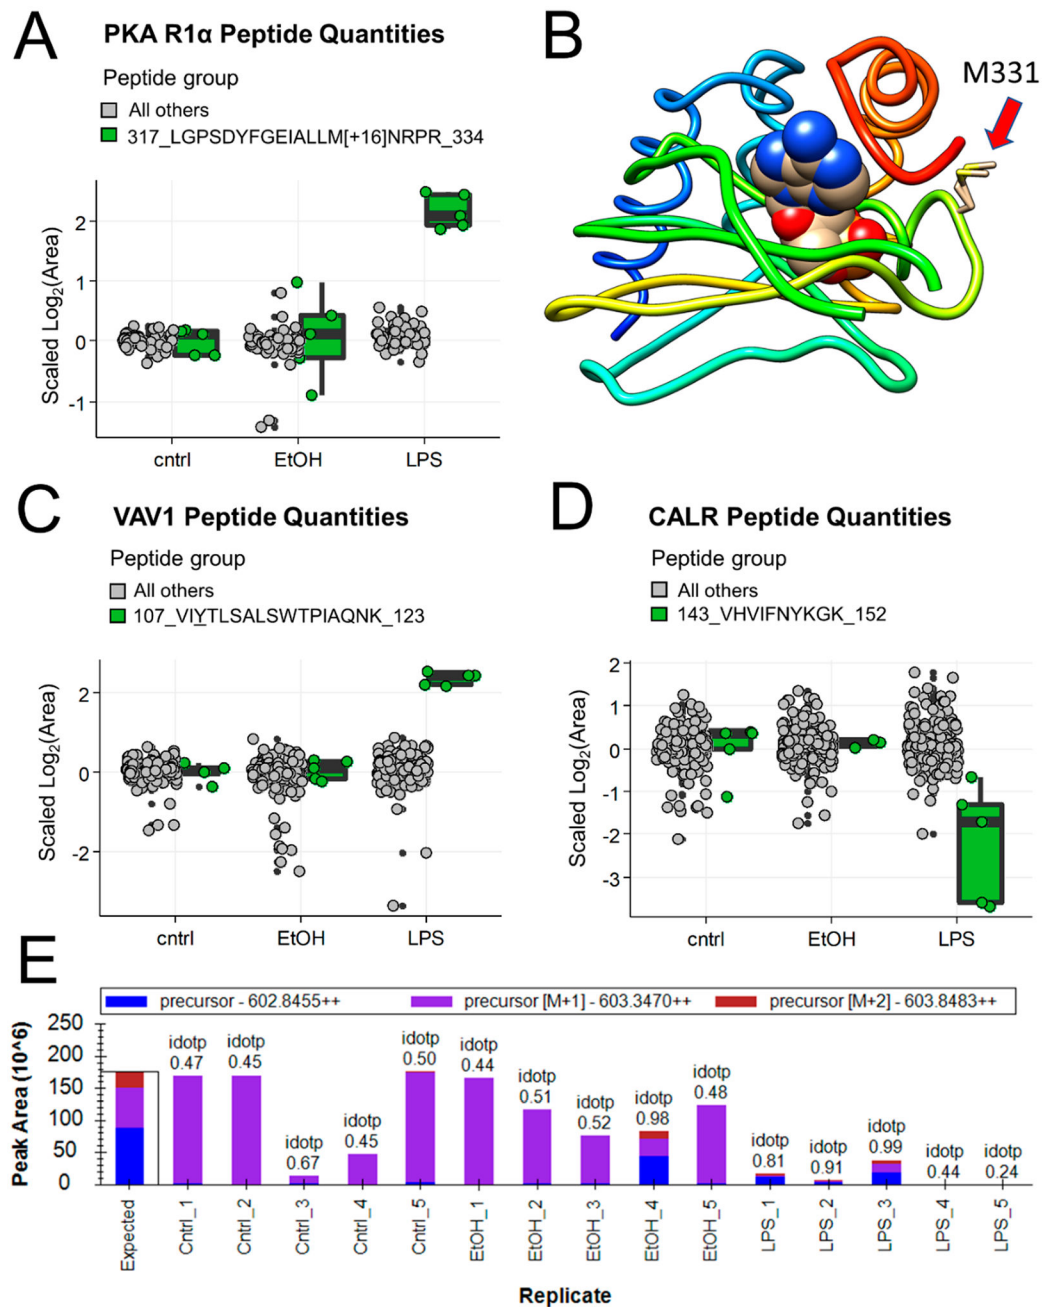 A
PKA R1α Peptide Quantities
Peptide group
All others
317_LGPSDYFGEIALLM[+16]NRPR_334
Scaled Log2(Area)
2
1
0
-1
cntrl
EtOH
LPS
B
M331
C
VAV1 Peptide Quantities
Peptide group
All others
107_VIYTLSALSWTPIAQNK_123
Scaled Log2(Area)
2
0
-2
cntrl
EtOH
LPS
D
CALR Peptide Quantities
Peptide group
All others
143_VHVIFNYKGK_152
Scaled Log2(Area)
2
1
0
-1
-2
-3
cntrl
EtOH
LPS
E
precursor - 602.8455++
precursor [M+1] - 603.3470++
precursor [M+2] - 603.8483++
Peak Area (10^6)
250
200
150
100
50
0
idotp
0.47
idotp
0.45
idotp
0.67
idotp
0.45
idotp
0.50
idotp
0.44
idotp
0.51
idotp
0.52
idotp
0.98
idotp
0.48
idotp
0.81
idotp
0.91
idotp
0.99
idotp
0.44
idotp
0.24
Expected
Cntrl_1
Cntrl_2
Cntrl_3
Cntrl_4
Cntrl_5
EtOH_1
EtOH_2
EtOH_3
EtOH_4
EtOH_5
LPS_1
LPS_2
LPS_3
LPS_4
LPS_5
Replicate